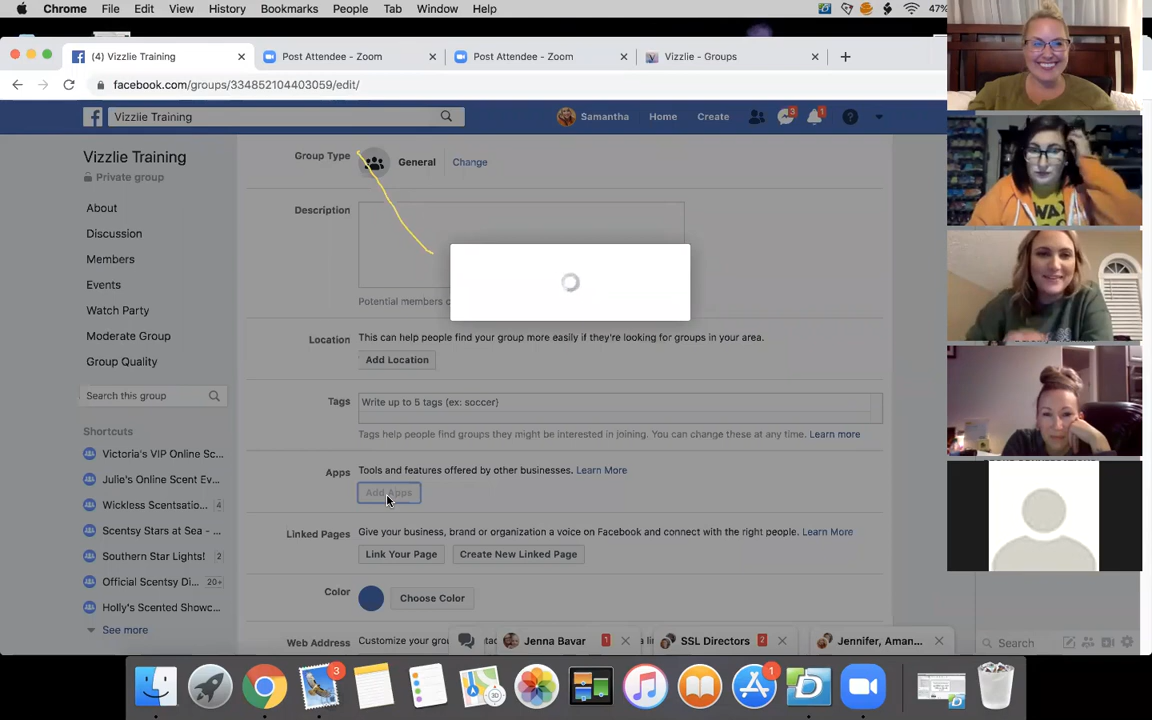 Chrome File Edit View History Bookmarks People Tab Window Help 47%
(4) Vizzlie Training Post Attendee - Zoom Post Attendee - Zoom Vizzlie - Groups
facebook.com/groups/334852104403059/edit/
Vizzlie Training Samantha Home Create 3 1
Vizzlie Training
Private group
About
Discussion
Members
Events
Watch Party
Moderate Group
Group Quality
Search this group
Shortcuts
Victoria's VIP Online Sc...
Julie's Online Scent Ev...
Wickless Scentsatio... 4
Scentsy Stars at Sea - ...
Southern Star Lights! 2
Official Scentsy Di... 20+
Holly's Scented Showc...
See more
Group Type General Change
Description
Potential members
Location This can help people find your group more easily if they're looking for groups in your area.
Add Location
Tags Write up to 5 tags (ex: soccer)
Tags help people find groups they might be interested in joining. You can change these at any time. Learn more
Apps Tools and features offered by other businesses. Learn More
Add Apps
Linked Pages Give your business, brand or organization a voice on Facebook and connect with the right people. Learn More
Link Your Page Create New Linked Page
Color Choose Color
Web Address Customize your
Jenna Bavar 1 SSL Directors 2 Jennifer, Aman...
Search
3 1